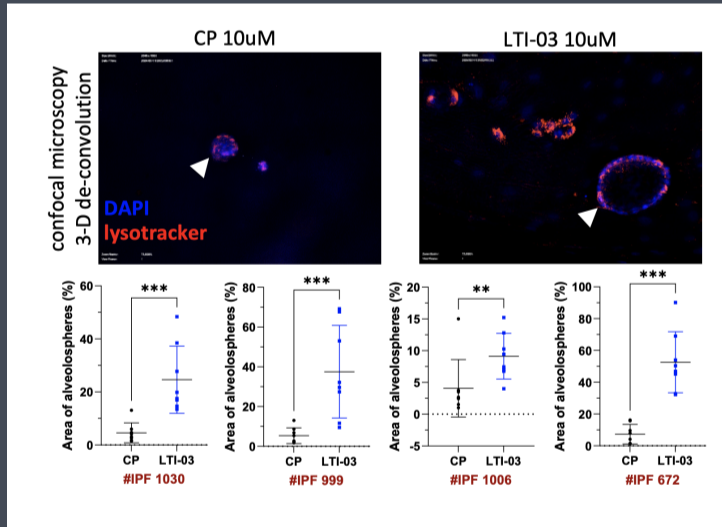 CP 10uM
LTI-03 10uM
confocal microscopy
3-D de-convolution
DAPI
lysotracker
Area of alveolospheres (%)
60
40
20
0
***
CP
LTI-03
#IPF 1030
Area of alveolospheres (%)
80
60
40
20
0
***
CP
LTI-03
#IPF 999
Area of alveolospheres (%)
20
15
10
5
0
-5
**
CP
LTI-03
#IPF 1006
Area of alveolospheres (%)
100
80
60
40
20
0
***
CP
LTI-03
#IPF 672